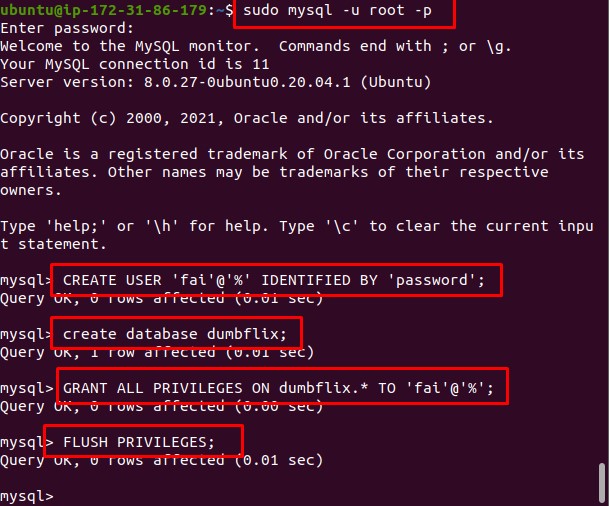 ubuntu@ip-172-31-86-179:~$ sudo mysql -u root -p
Enter password:
Welcome to the MySQL monitor.  Commands end with ; or \g.
Your MySQL connection id is 11
Server version: 8.0.27-0ubuntu0.20.04.1 (Ubuntu)
Copyright (c) 2000, 2021, Oracle and/or its affiliates.
Oracle is a registered trademark of Oracle Corporation and/or its
affiliates. Other names may be trademarks of their respective
owners.
Type 'help;' or '\h' for help. Type '\c' to clear the current inpu
t statement.
mysql> CREATE USER 'fai'@'%' IDENTIFIED BY 'password';
Query OK, 0 rows affected (0.01 sec)
mysql> create database dumbflix;
Query OK, 1 row affected (0.01 sec)
mysql> GRANT ALL PRIVILEGES ON dumbflix.* TO 'fai'@'%';
Query OK, 0 rows affected (0.00 sec)
mysql> FLUSH PRIVILEGES;
Query OK, 0 rows affected (0.01 sec)
mysql>